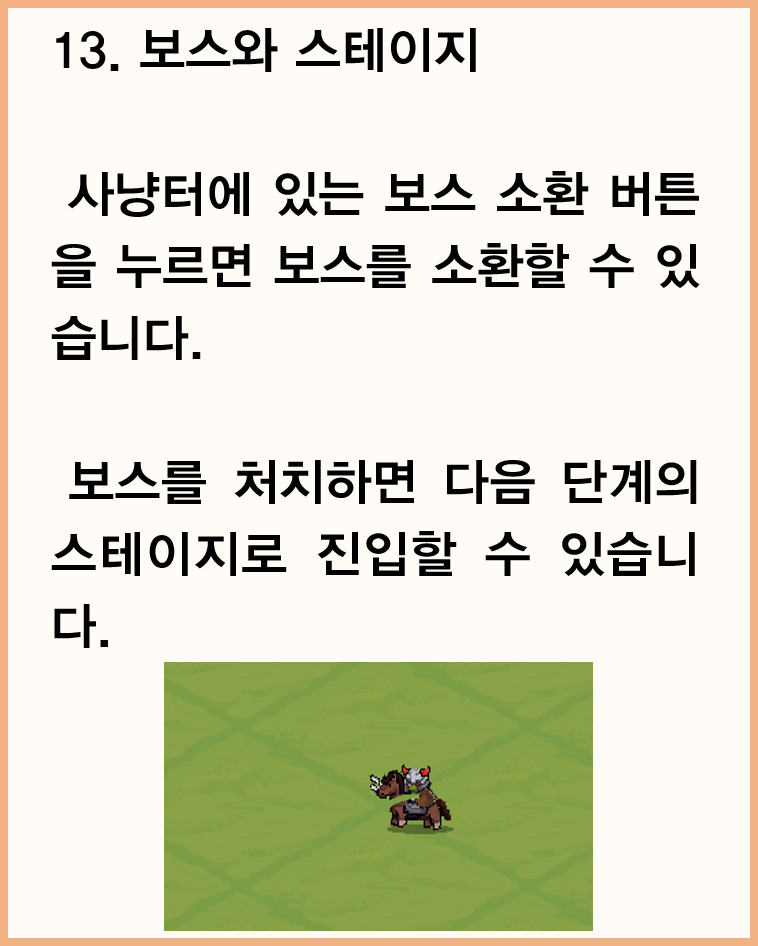 13. 보스와 스테이지
사냥터에 있는 보스 소환 버튼
을 누르면 보스를 소환할 수 있
습니다.
보스를 처치하면 다음 단계의
스테이지로 진입할 수 있습니
다.